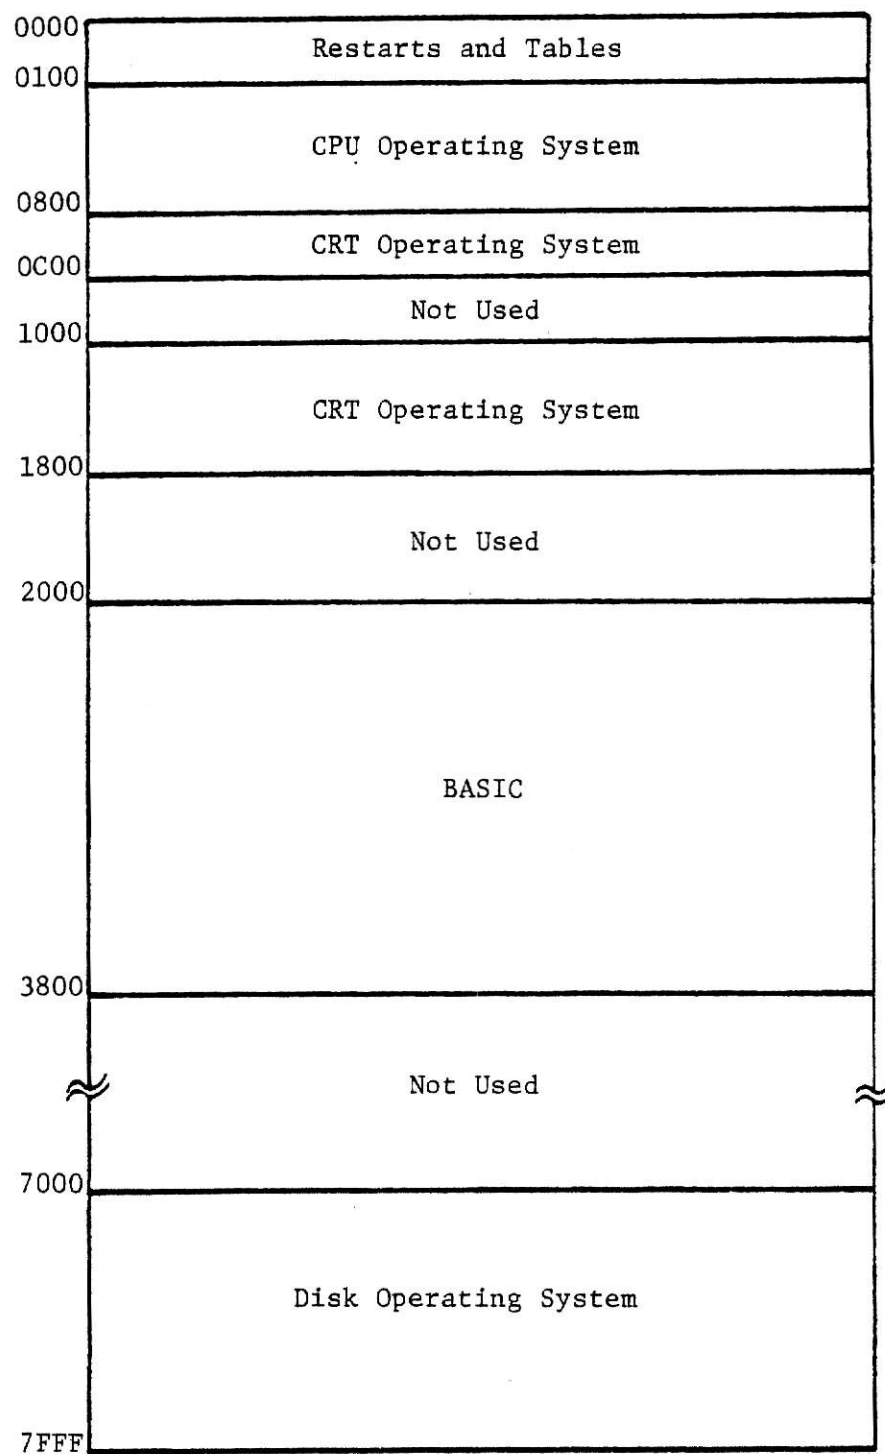 0000
Restarts and Tables
0100
CPU Operating System
0800
CRT Operating System
0C00
Not Used
1000
CRT Operating System
1800
Not Used
2000
BASIC
3800
Not Used
7000
Disk Operating System
7FFF